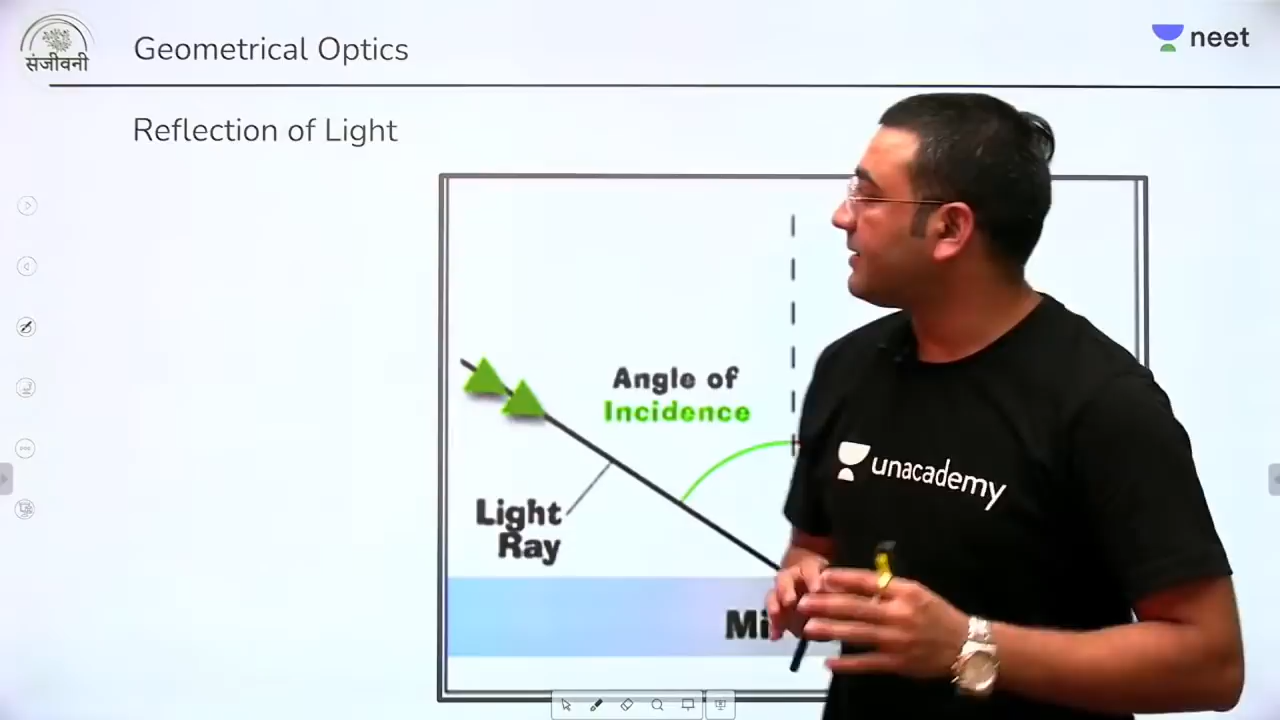 संजीवनी
Geometrical Optics
neet
Reflection of Light
Angle of
Incidence
unacademy
Light
Ray